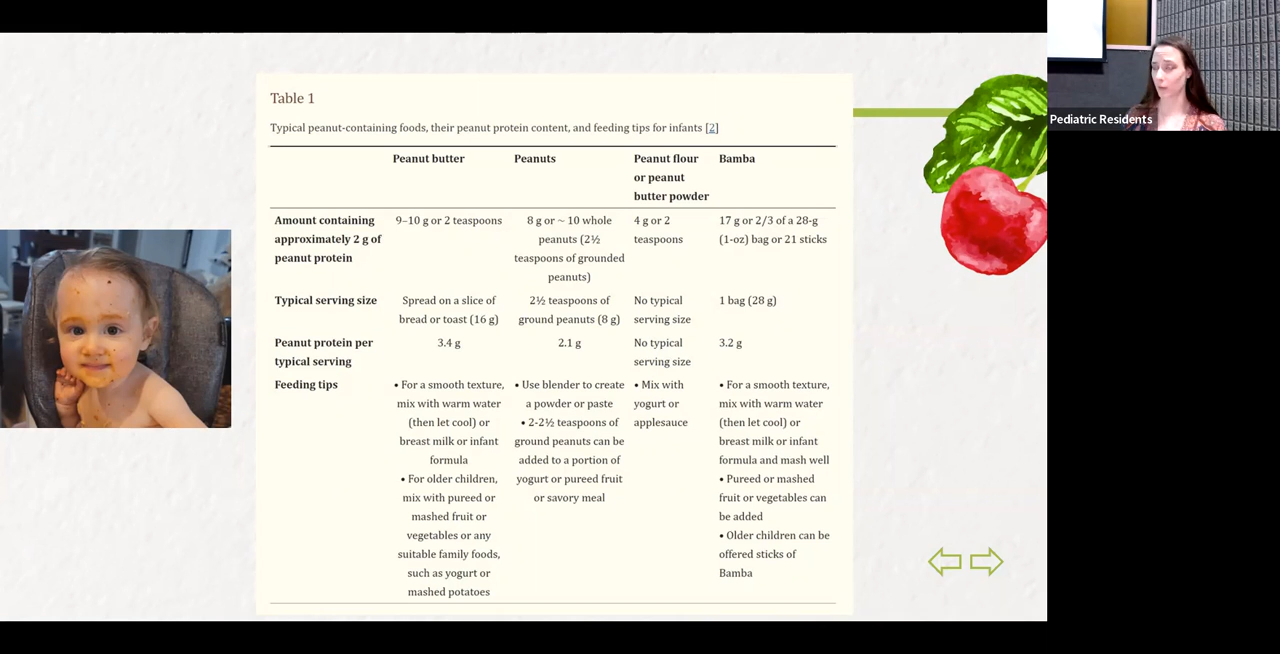 Table 1
Typical peanut-containing foods, their peanut protein content, and feeding tips for infants [2]
Peanut butter
Peanuts
Peanut flour
or peanut
butter powder
Bamba
Amount containing
approximately 2 g of
peanut protein
9–10 g or 2 teaspoons
8 g or ~ 10 whole
peanuts (2½
teaspoons of grounded
peanuts)
4 g or 2
teaspoons
17 g or 2/3 of a 28-g
(1-oz) bag or 21 sticks
Typical serving size
Spread on a slice of
bread or toast (16 g)
2½ teaspoons of
ground peanuts (8 g)
No typical
serving size
1 bag (28 g)
Peanut protein per
typical serving
3.4 g
2.1 g
No typical
serving size
3.2 g
Feeding tips
• For a smooth texture,
mix with warm water
(then let cool) or
breast milk or infant
formula
• For older children,
mix with pureed or
mashed fruit or
vegetables or any
suitable family foods,
such as yogurt or
mashed potatoes
• Use blender to create
a powder or paste
• 2-2½ teaspoons of
ground peanuts can be
added to a portion of
yogurt or pureed fruit
or savory meal
• Mix with
yogurt or
applesauce
• For a smooth texture,
mix with warm water
(then let cool) or
breast milk or infant
formula and mash well
• Pureed or mashed
fruit or vegetables can
be added
• Older children can be
offered sticks of
Bamba
Pediatric Residents